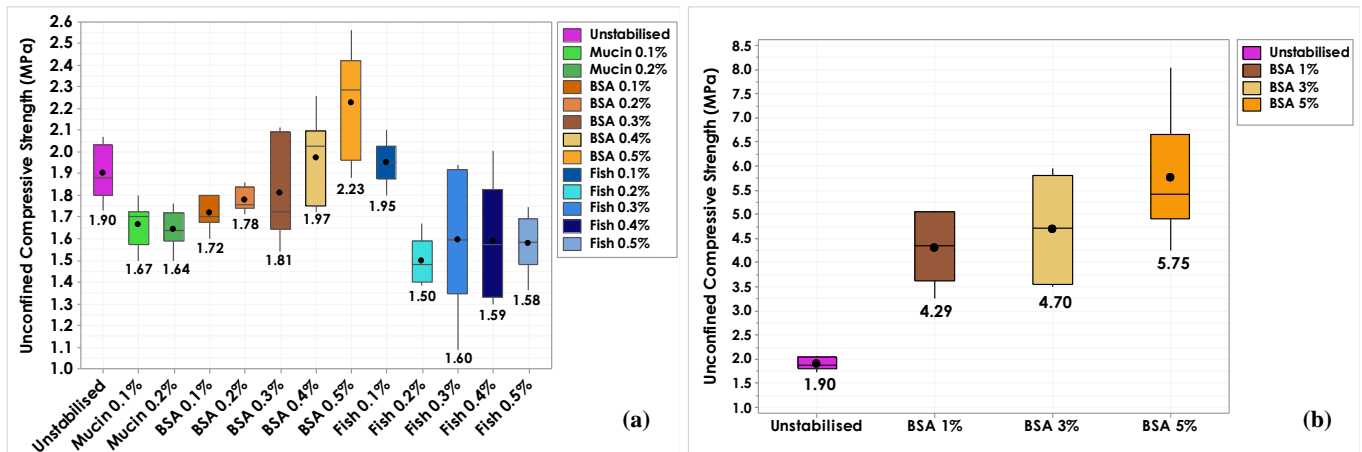 Unconfined Compressive Strength (MPa)
2.6
2.5
2.4
2.3
2.2
2.1
2.0
1.9
1.8
1.7
1.6
1.5
1.4
1.3
1.2
1.1
1.0
1.90
1.67
1.64
1.72
1.78
1.81
1.97
2.23
1.95
1.50
1.60
1.59
1.58
Unstabilised
Mucin 0.1%
Mucin 0.2%
BSA 0.1%
BSA 0.2%
BSA 0.3%
BSA 0.4%
BSA 0.5%
Fish 0.1%
Fish 0.2%
Fish 0.3%
Fish 0.4%
Fish 0.5%
Unstabilised
Mucin 0.1%
Mucin 0.2%
BSA 0.1%
BSA 0.2%
BSA 0.3%
BSA 0.4%
BSA 0.5%
Fish 0.1%
Fish 0.2%
Fish 0.3%
Fish 0.4%
Fish 0.5%
(a)
Unconfined Compressive Strength (MPa)
8.5
8.0
7.5
7.0
6.5
6.0
5.5
5.0
4.5
4.0
3.5
3.0
2.5
2.0
1.5
1.0
1.90
4.29
4.70
5.75
Unstabilised
BSA 1%
BSA 3%
BSA 5%
Unstabilised
BSA 1%
BSA 3%
BSA 5%
(b)